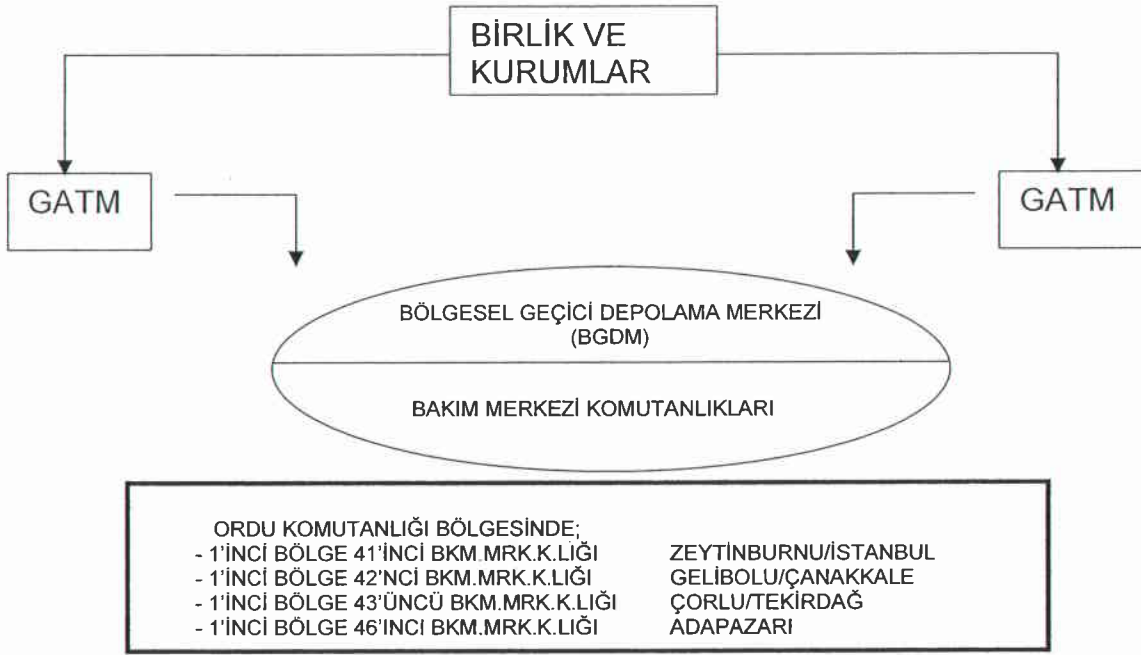 BİRLİK VE
KURUMLAR
GATM
GATM
BÖLGESEL GEÇİCİ DEPOLAMA MERKEZİ
(BGDM)
BAKIM MERKEZİ KOMUTANLIKLARI
ORDU KOMUTANLIĞI BÖLGESİNDE;
- 1'İNCİ BÖLGE 41'İNCİ BKM.MRK.K.LIĞI ZEYTİNBURNU/İSTANBUL
- 1'İNCİ BÖLGE 42'NCİ BKM.MRK.K.LIĞI GELİBOLU/ÇANAKKALE
- 1'İNCİ BÖLGE 43'ÜNCÜ BKM.MRK.K.LIĞI ÇORLU/TEKİRDAĞ
- 1'İNCİ BÖLGE 46'INCI BKM.MRK.K.LIĞI ADAPAZARI